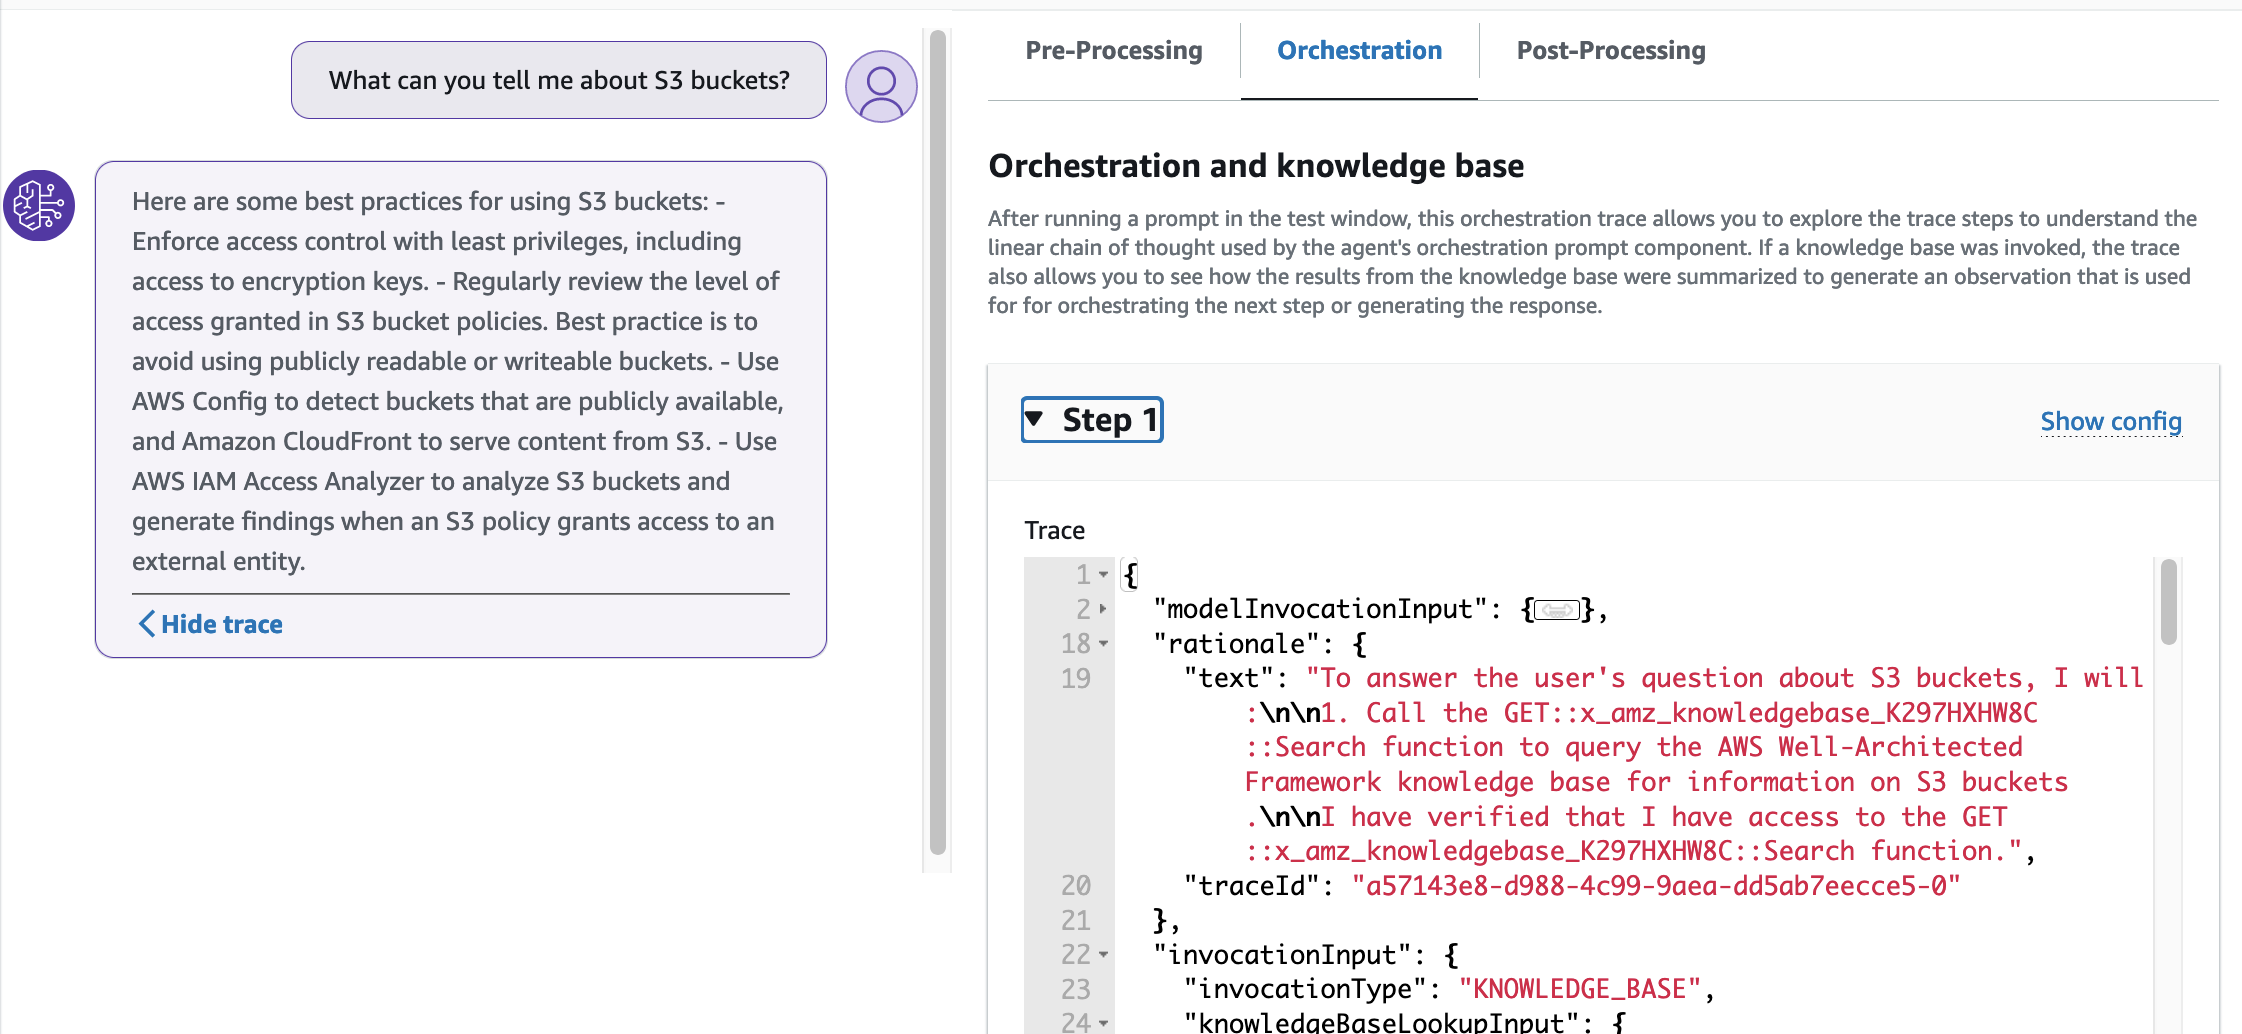 What can you tell me about S3 buckets?
Here are some best practices for using S3 buckets: -
Enforce access control with least privileges, including
access to encryption keys. - Regularly review the level of
access granted in S3 bucket policies. Best practice is to
avoid using publicly readable or writeable buckets. - Use
AWS Config to detect buckets that are publicly available,
and Amazon CloudFront to serve content from S3. - Use
AWS IAM Access Analyzer to analyze S3 buckets and
generate findings when an S3 policy grants access to an
external entity.
Hide trace
Pre-Processing
Orchestration
Post-Processing
Orchestration and knowledge base
After running a prompt in the test window, this orchestration trace allows you to explore the trace steps to understand the
linear chain of thought used by the agent's orchestration prompt component. If a knowledge base was invoked, the trace
also allows you to see how the results from the knowledge base were summarized to generate an observation that is used
for for orchestrating the next step or generating the response.
Step 1
Show config
Trace
1 {
2 "modelInvocationInput": {},
18 "rationale": {
19 "text": "To answer the user's question about S3 buckets, I will
:\n\n1. Call the GET::x_amz_knowledgebase_K297HXHW8C
::Search function to query the AWS Well-Architected
Framework knowledge base for information on S3 buckets
.\n\nI have verified that I have access to the GET
::x_amz_knowledgebase_K297HXHW8C::Search function.",
20 "traceId": "a57143e8-d988-4c99-9aea-dd5ab7eecce5-0"
21 },
22 "invocationInput": {
23 "invocationType": "KNOWLEDGE_BASE",
24 "knowledgeBaseLookupInput": {